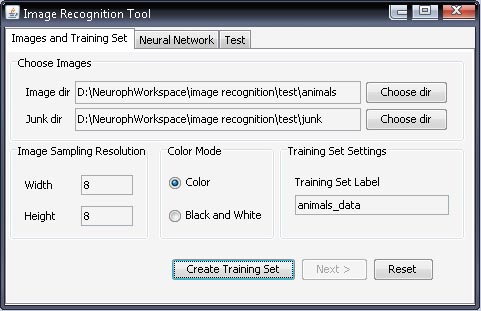 Image Recognition Tool
Images and Training Set Neural Network Test
Choose Images
Image dir D:\NeurophWorkspace\image recognition\test\animals Choose dir
Junk dir D:\NeurophWorkspace\image recognition\test\junk Choose dir
Image Sampling Resolution Color Mode Training Set Settings
Width 8 Color Training Set Label
Height 8 Black and White animals_data
Create Training Set Next > Reset